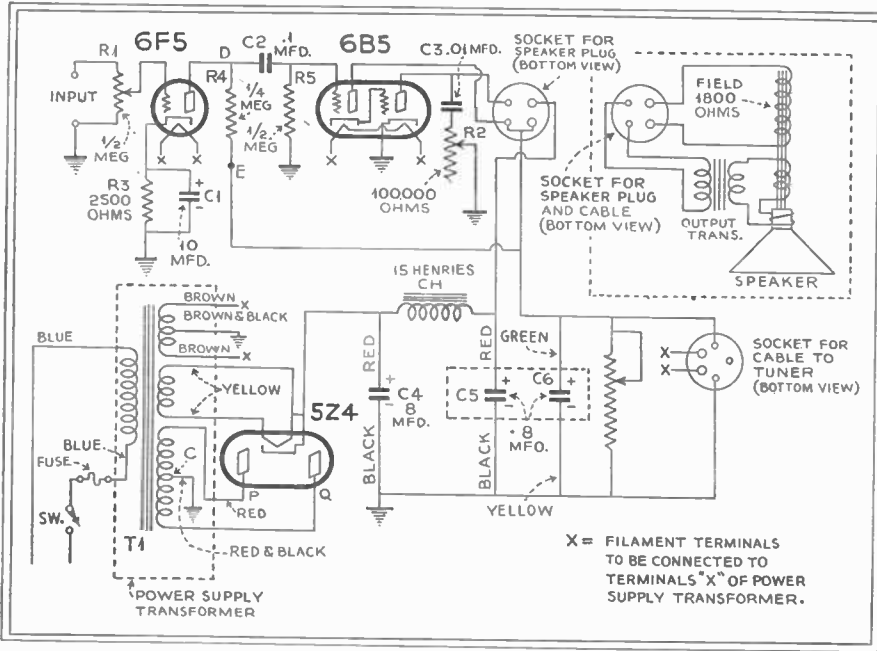 6F5
D
C2
.1
MFD.
6B5
C3 .01 MFD.
SOCKET FOR
SPEAKER PLUG
(BOTTOM VIEW)
R1
INPUT
1/2
MEG
R4
1/4
MEG
R5
1/2
MEG
R2
100,000
OHMS
X
X
X
X
E
R3
2500
OHMS
+
C1
-
10
MFD.
FIELD
1800
OHMS
SOCKET FOR
SPEAKER PLUG
AND CABLE
(BOTTOM VIEW)
OUTPUT
TRANS.
SPEAKER
15 HENRIES
CH
BROWN
X
BROWN & BLACK
BROWN
X
BLUE
YELLOW
5Z4
BLUE
FUSE
SW.
C
P
Q
RED
RED & BLACK
T1
POWER SUPPLY
TRANSFORMER
RED
+
C4
-
8
MFD.
BLACK
RED
GREEN
C5
+
-
C6
+
-
8
MFD.
BLACK
YELLOW
X
X
SOCKET FOR
CABLE TO
TUNER
(BOTTOM VIEW)
X = FILAMENT TERMINALS
TO BE CONNECTED TO
TERMINALS "X" OF POWER
SUPPLY TRANSFORMER.